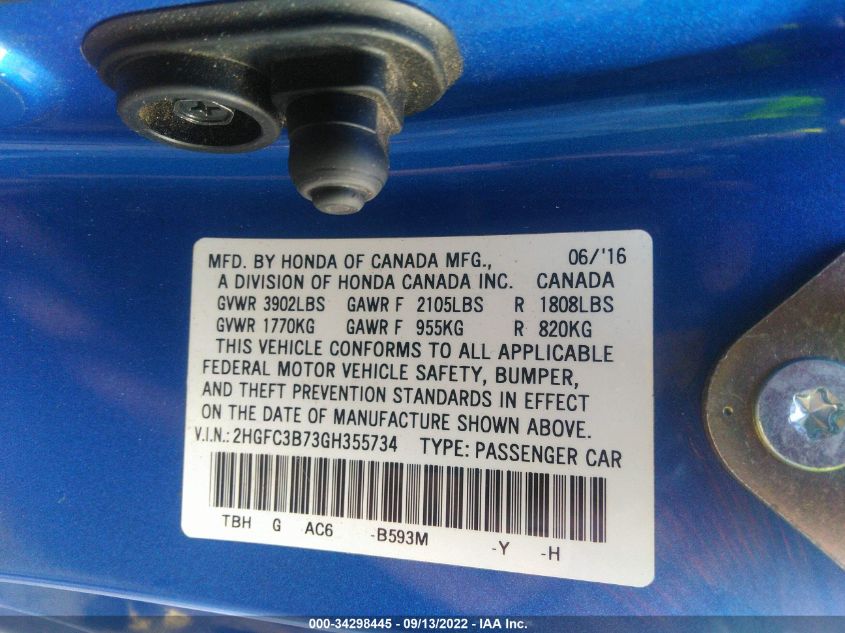 MFD. BY HONDA OF CANADA MFG., 06/'16
A DIVISION OF HONDA CANADA INC. CANADA
GVWR 3902LBS GAWR F 2105LBS R 1808LBS
GVWR 1770KG GAWR F 955KG R 820KG
THIS VEHICLE CONFORMS TO ALL APPLICABLE
FEDERAL MOTOR VEHICLE SAFETY, BUMPER,
AND THEFT PREVENTION STANDARDS IN EFFECT
ON THE DATE OF MANUFACTURE SHOWN ABOVE.
V.I.N.: 2HGFC3B73GH355734 TYPE: PASSENGER CAR
TBH G AC6 -B593M -Y -H
000-34298445 - 09/13/2022 - IAA Inc.